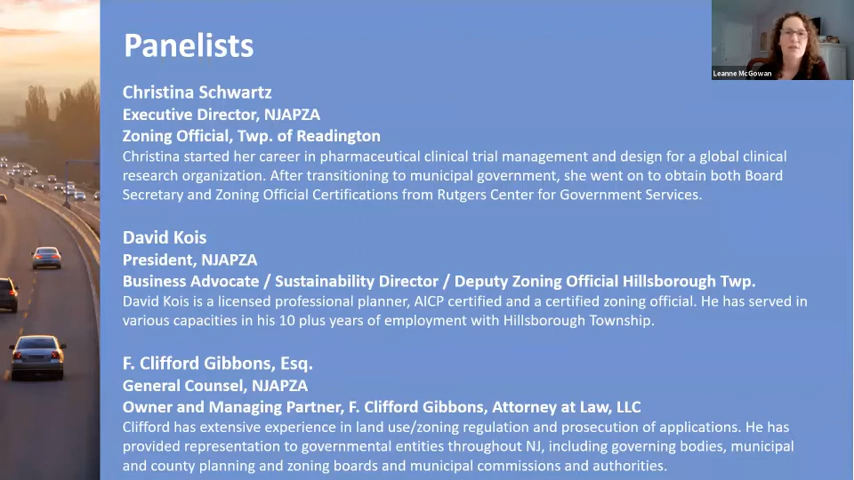 Panelists
Leanne McGowan
Christina Schwartz
Executive Director, NJAPZA
Zoning Official, Twp. of Readington
Christina started her career in pharmaceutical clinical trial management and design for a global clinical
research organization. After transitioning to municipal government, she went on to obtain both Board
Secretary and Zoning Official Certifications from Rutgers Center for Government Services.
David Kois
President, NJAPZA
Business Advocate / Sustainability Director / Deputy Zoning Official Hillsborough Twp.
David Kois is a licensed professional planner, AICP certified and a certified zoning official. He has served in
various capacities in his 10 plus years of employment with Hillsborough Township.
F. Clifford Gibbons, Esq.
General Counsel, NJAPZA
Owner and Managing Partner, F. Clifford Gibbons, Attorney at Law, LLC
Clifford has extensive experience in land use/zoning regulation and prosecution of applications. He has
provided representation to governmental entities throughout NJ, including governing bodies, municipal
and county planning and zoning boards and municipal commissions and authorities.